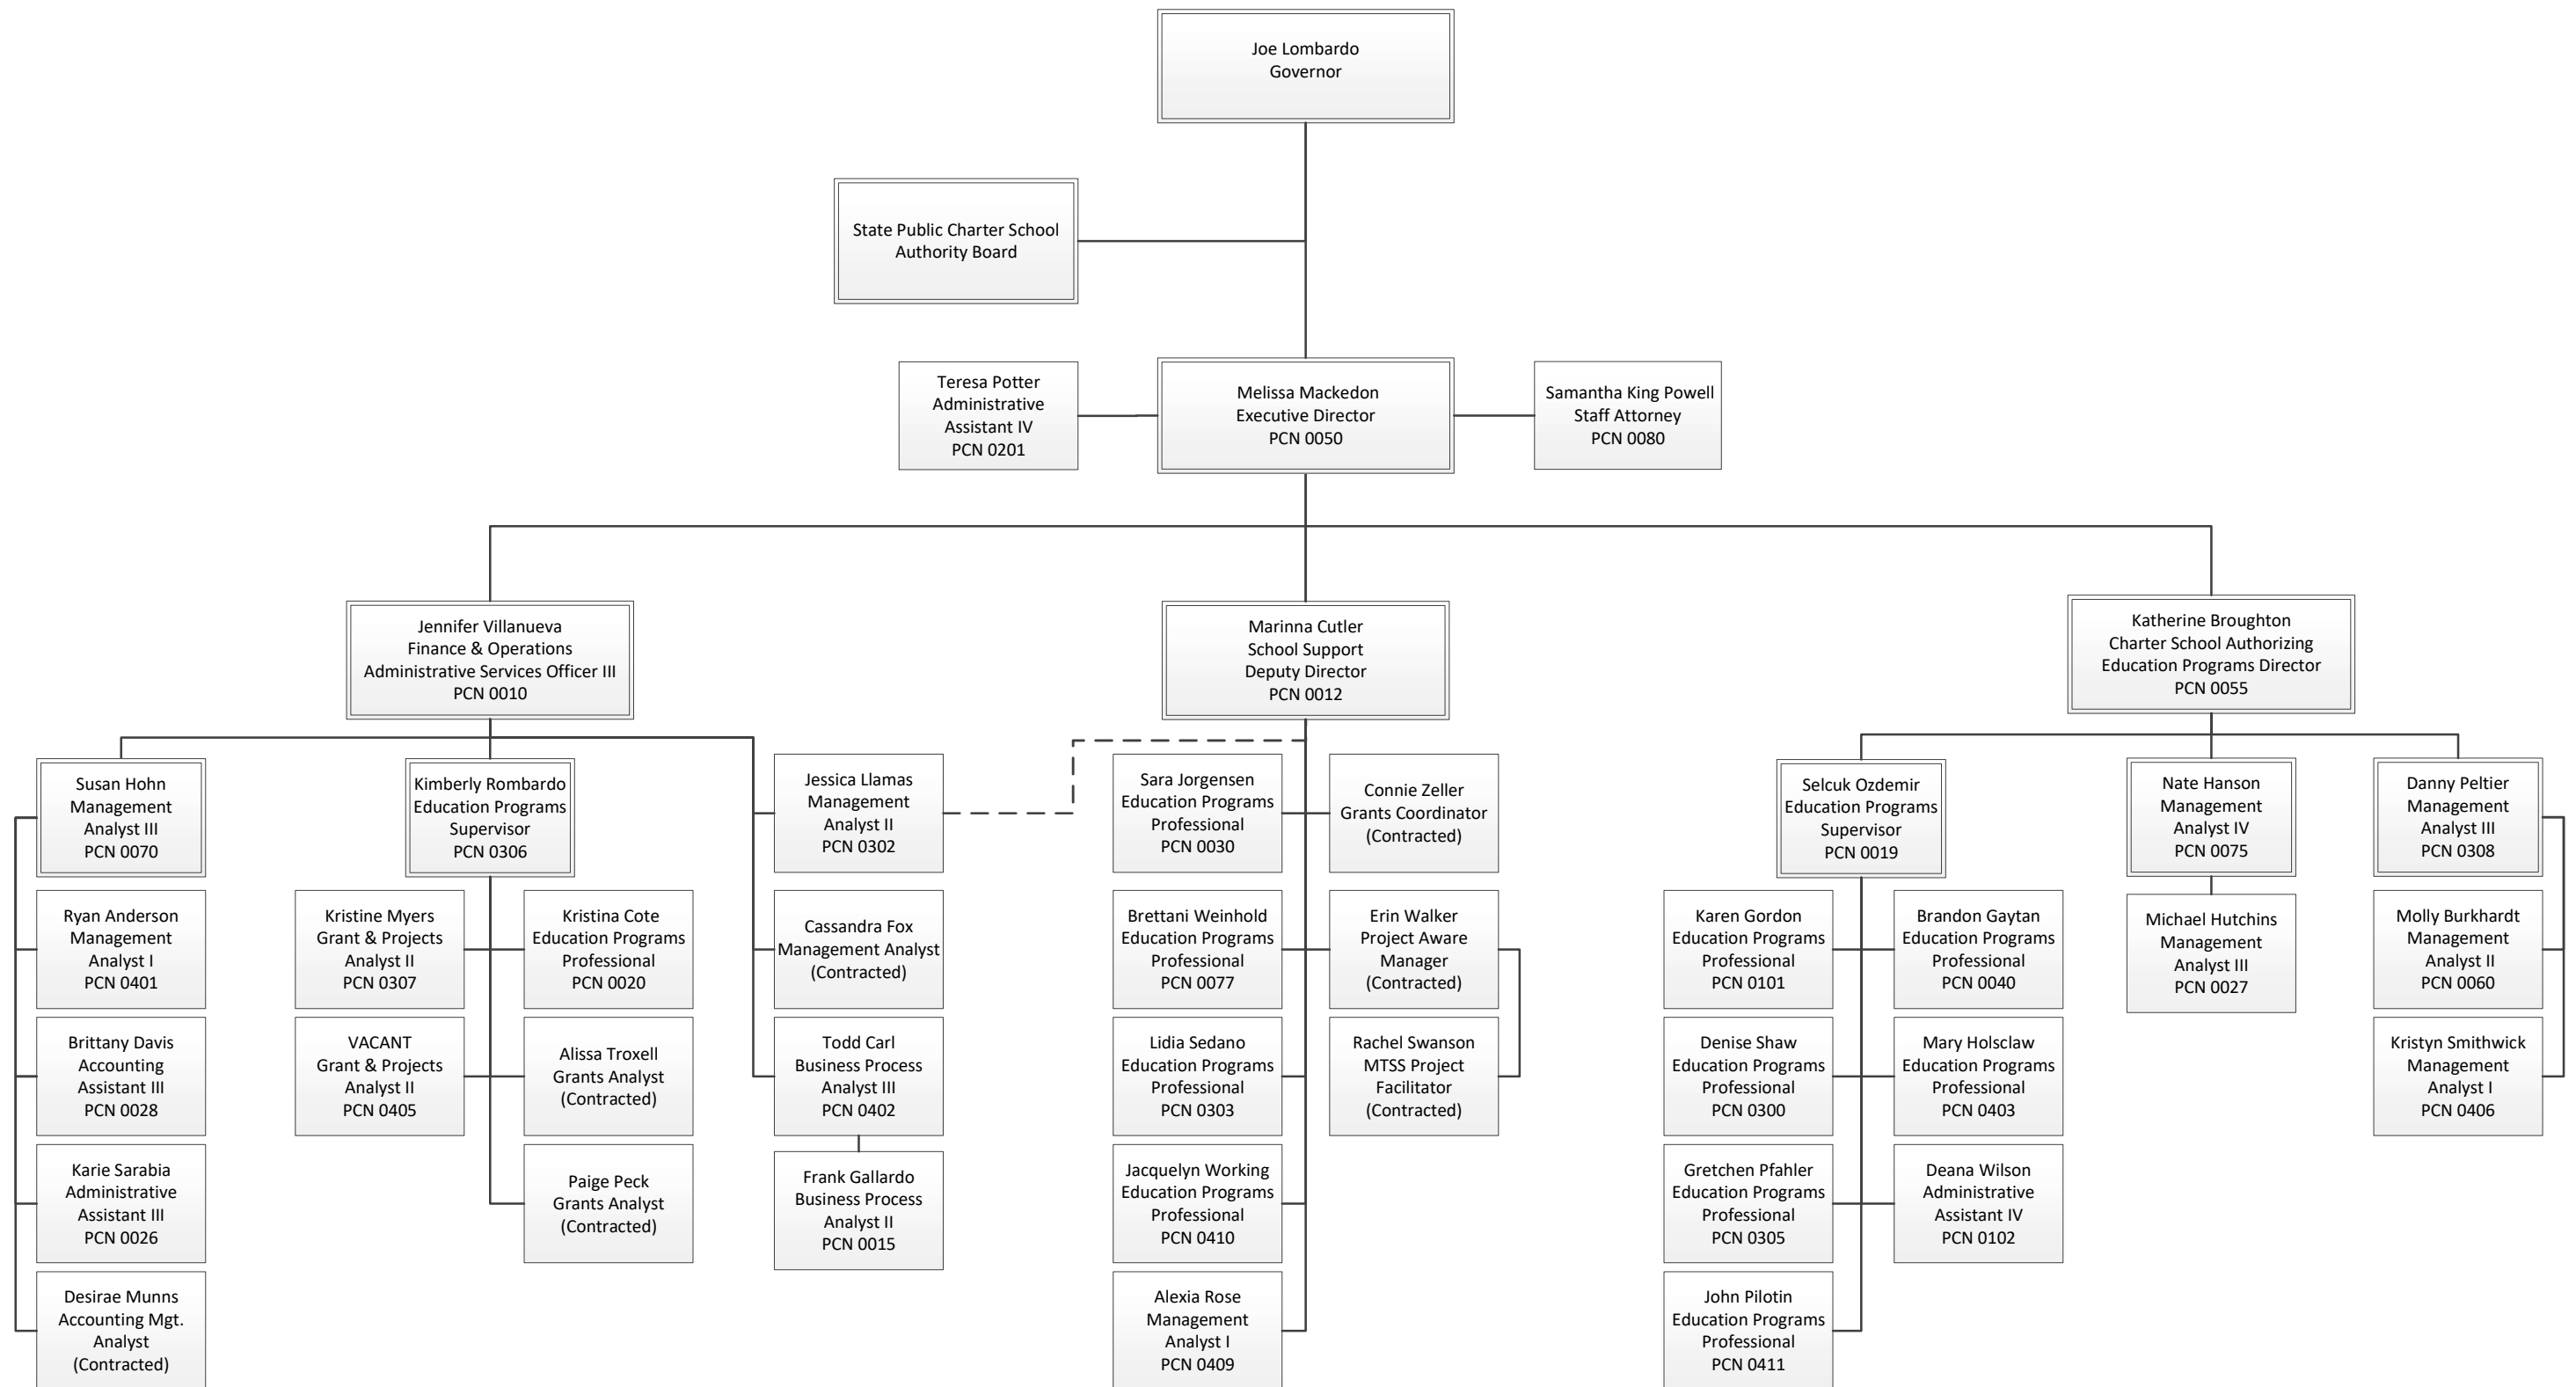 Joe Lombardo
Governor
State Public Charter School
Authority Board
Teresa Potter
Administrative
Assistant IV
PCN 0201
Melissa Mackedon
Executive Director
PCN 0050
Samantha King Powell
Staff Attorney
PCN 0080
Jennifer Villanueva
Finance & Operations
Administrative Services Officer III
PCN 0010
Marinna Cutler
School Support
Deputy Director
PCN 0012
Katherine Broughton
Charter School Authorizing
Education Programs Director
PCN 0055
Susan Hohn
Management
Analyst III
PCN 0070
Kimberly Rombardo
Education Programs
Supervisor
PCN 0306
Jessica Llamas
Management
Analyst II
PCN 0302
Sara Jorgensen
Education Programs
Professional
PCN 0030
Connie Zeller
Grants Coordinator
(Contracted)
Selcuk Ozdemir
Education Programs
Supervisor
PCN 0019
Nate Hanson
Management
Analyst IV
PCN 0075
Danny Peltier
Management
Analyst III
PCN 0308
Ryan Anderson
Management
Analyst I
PCN 0401
Kristine Myers
Grant & Projects
Analyst II
PCN 0307
Kristina Cote
Education Programs
Professional
PCN 0020
Cassandra Fox
Management Analyst
(Contracted)
Brettani Weinhold
Education Programs
Professional
PCN 0077
Erin Walker
Project Aware
Manager
(Contracted)
Karen Gordon
Education Programs
Professional
PCN 0101
Brandon Gaytan
Education Programs
Professional
PCN 0040
Michael Hutchins
Management
Analyst III
PCN 0027
Molly Burkhardt
Management
Analyst II
PCN 0060
Brittany Davis
Accounting
Assistant III
PCN 0028
VACANT
Grant & Projects
Analyst II
PCN 0405
Alissa Troxell
Grants Analyst
(Contracted)
Todd Carl
Business Process
Analyst III
PCN 0402
Lidia Sedano
Education Programs
Professional
PCN 0303
Rachel Swanson
MTSS Project
Facilitator
(Contracted)
Denise Shaw
Education Programs
Professional
PCN 0300
Mary Holsclaw
Education Programs
Professional
PCN 0403
Kristyn Smithwick
Management
Analyst I
PCN 0406
Karie Sarabia
Administrative
Assistant III
PCN 0026
Paige Peck
Grants Analyst
(Contracted)
Frank Gallardo
Business Process
Analyst II
PCN 0015
Jacquelyn Working
Education Programs
Professional
PCN 0410
Gretchen Pfahler
Education Programs
Professional
PCN 0305
Deana Wilson
Administrative
Assistant IV
PCN 0102
Desirae Munns
Accounting Mgt.
Analyst
(Contracted)
Alexia Rose
Management
Analyst I
PCN 0409
John Pilotin
Education Programs
Professional
PCN 0411